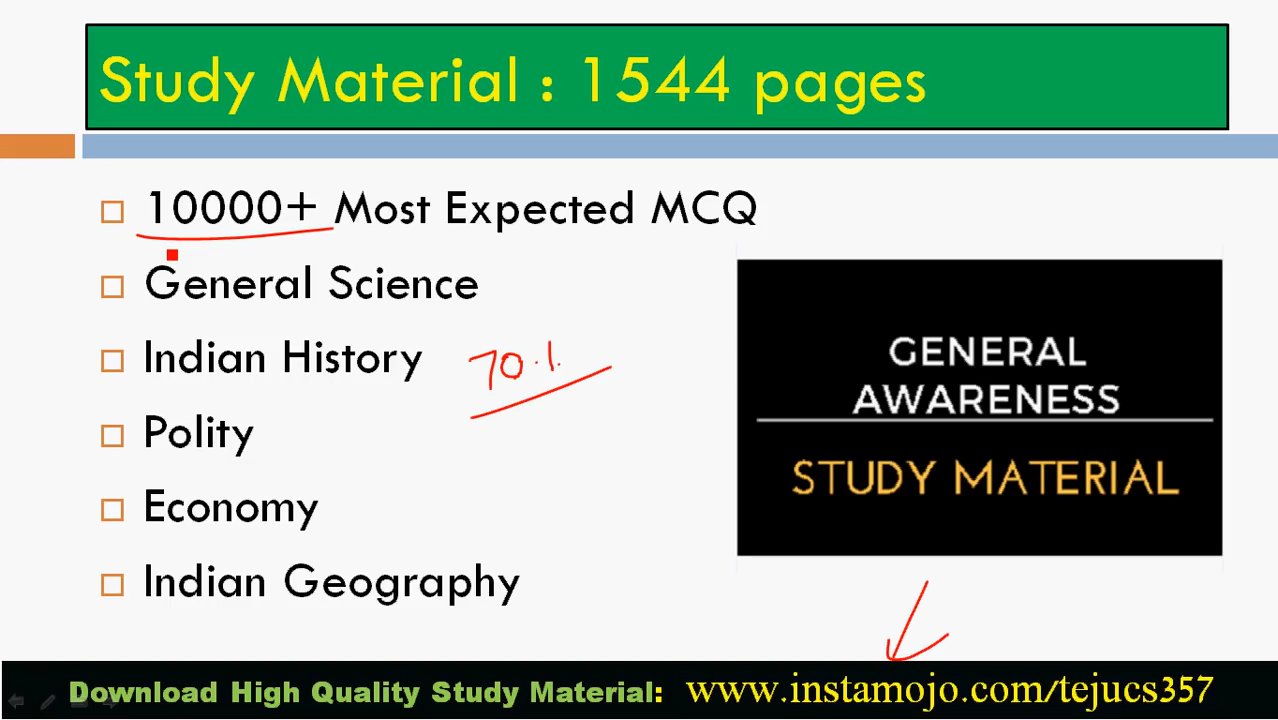 Study Material : 1544 pages
10000+ Most Expected MCQ
General Science
Indian History
70%
Polity
Economy
Indian Geography
GENERAL
AWARENESS
STUDY MATERIAL
Download High Quality Study Material: www.instamojo.com/tejucs357